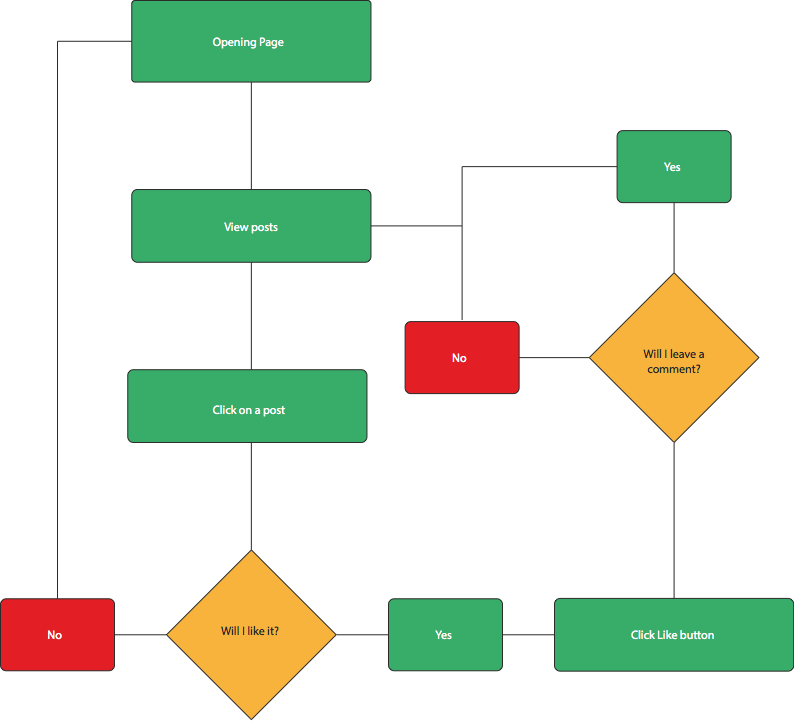 Opening Page
Yes
View posts
Will I leave a
comment?
No
Click on a post
Will I like it?
No
Yes
Click Like button